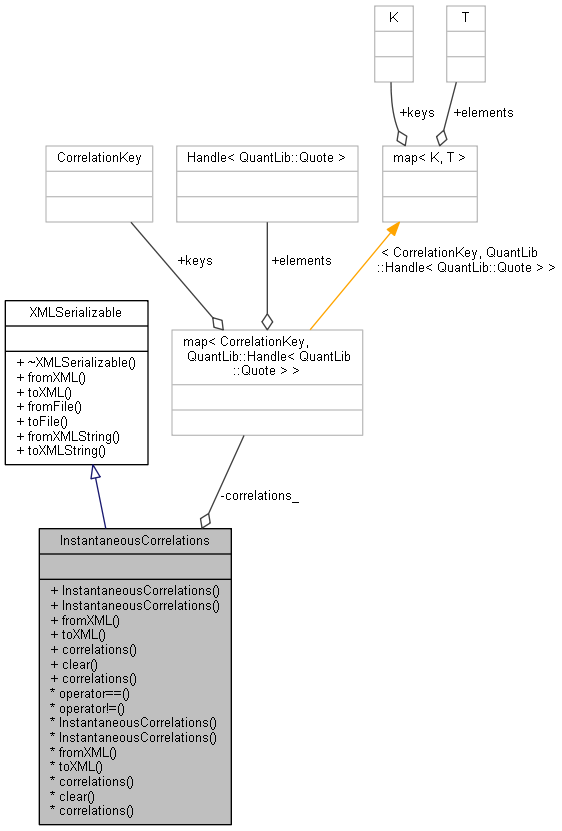 K
T
+keys
+elements
CorrelationKey
Handle< QuantLib::Quote >
map< K, T >
+keys
+elements
< CorrelationKey, QuantLib
::Handle< QuantLib::Quote > >
XMLSerializable
+ ~XMLSerializable()
+ fromXML()
+ toXML()
+ fromFile()
+ toFile()
+ fromXMLString()
+ toXMLString()
map< CorrelationKey,
QuantLib::Handle< QuantLib
::Quote > >
-correlations_
InstantaneousCorrelations
+ InstantaneousCorrelations()
+ InstantaneousCorrelations()
+ fromXML()
+ toXML()
+ correlations()
+ clear()
+ correlations()
* operator==()
* operator!=()
* InstantaneousCorrelations()
* InstantaneousCorrelations()
* fromXML()
* toXML()
* correlations()
* clear()
* correlations()